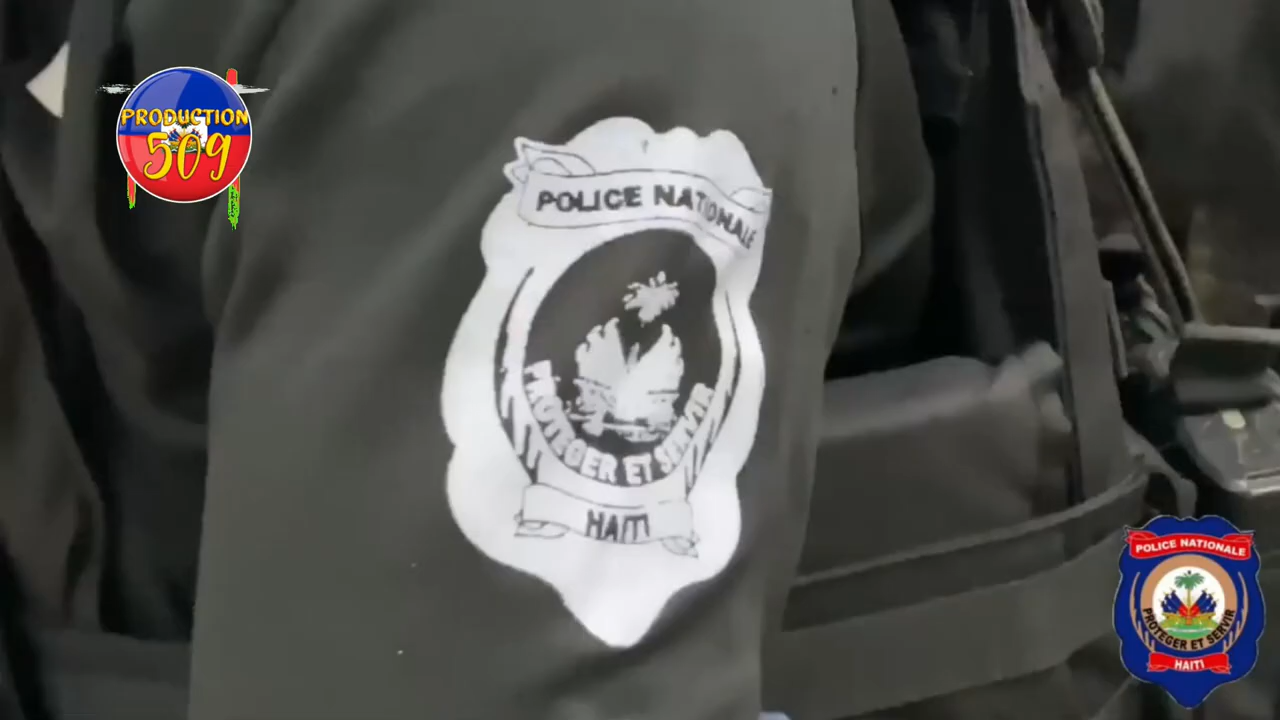 PRODUCTION
509
POLICE NATIONALE
PROTEGER ET SERVIR
HAITI
POLICE NATIONALE
PROTEGER ET SERVIR
HAITI